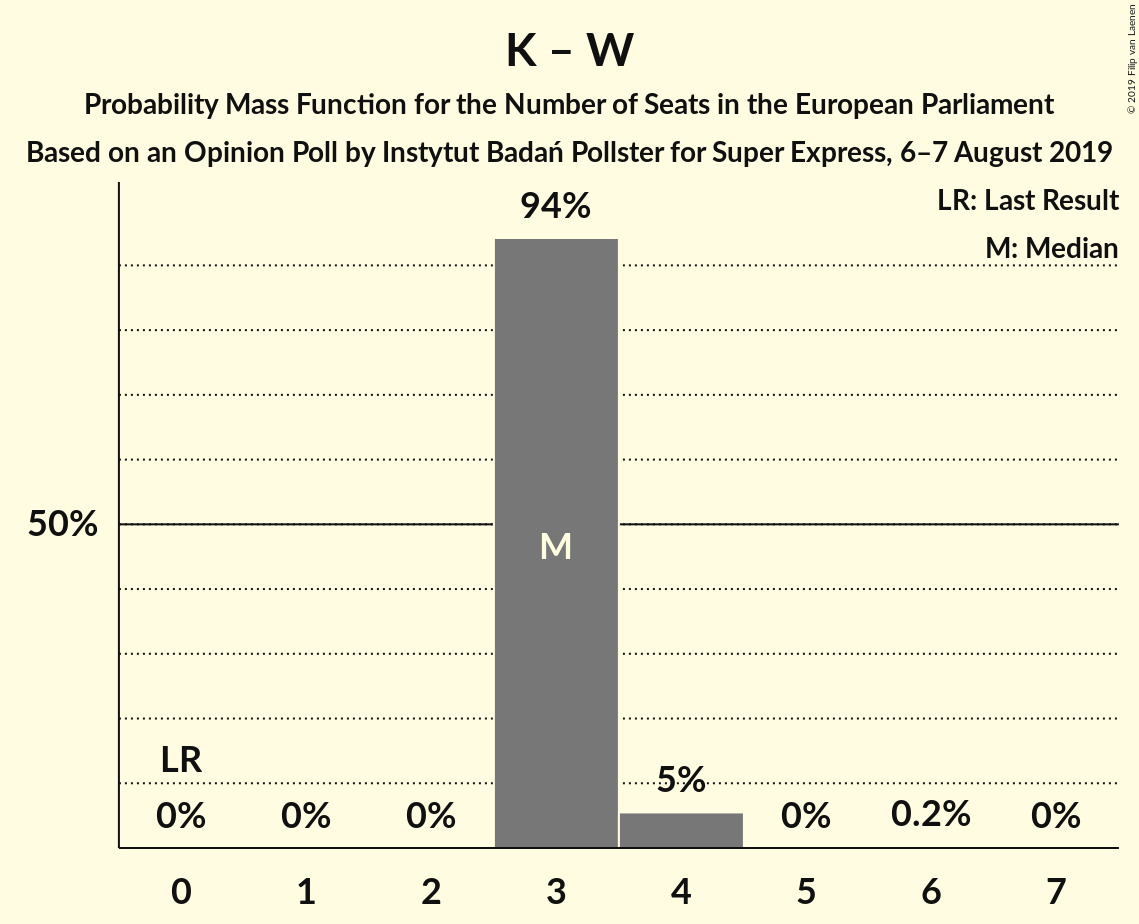 K – W
Probability Mass Function for the Number of Seats in the European Parliament
Based on an Opinion Poll by Instytut Badań Pollster for Super Express, 6–7 August 2019
© 2019 Filip van Laenen
LR: Last Result
M: Median
94%
50%
M
LR
5%
0% 0% 0% 0% 0.2% 0%
0 1 2 3 4 5 6 7